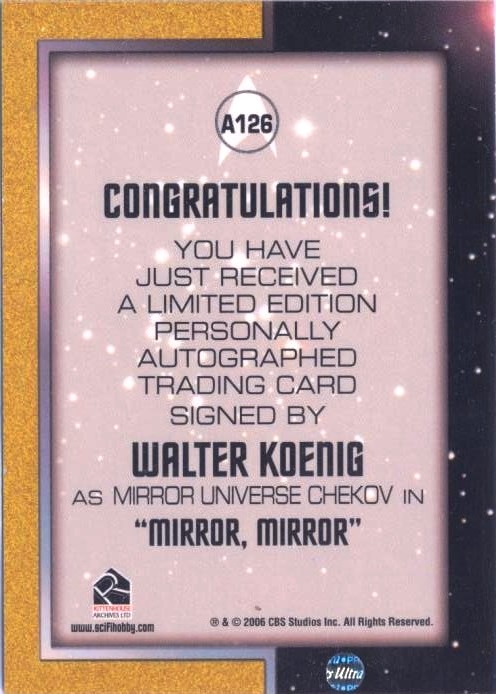 A126
CONGRATULATIONS!
YOU HAVE
JUST RECEIVED
A LIMITED EDITION
PERSONALLY
AUTOGRAPHED
TRADING CARD
SIGNED BY
WALTER KOENIG
AS MIRROR UNIVERSE CHEKOV IN
“MIRROR, MIRROR”
RITTENHOUSE
ARCHIVES LTD
www.scifihobby.com
® & © 2006 CBS Studios Inc. All Rights Reserved.
Ultra